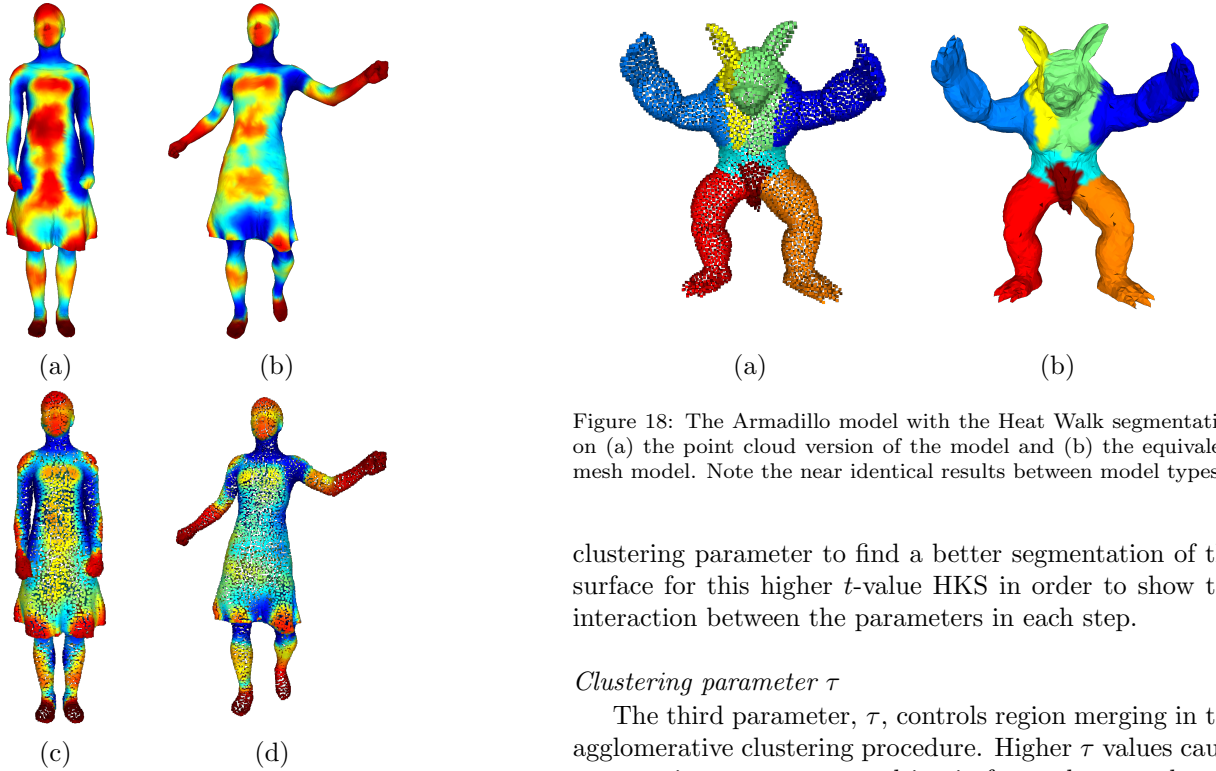 (a)
(b)
(c)
(d)
(a)
(b)
Figure 18: The Armadillo model with the Heat Walk segmentati
on (a) the point cloud version of the model and (b) the equivale
mesh model. Note the near identical results between model types
clustering parameter to find a better segmentation of t
surface for this higher t-value HKS in order to show t
interaction between the parameters in each step.
Clustering parameter τ
The third parameter, τ, controls region merging in t
agglomerative clustering procedure. Higher τ values cau